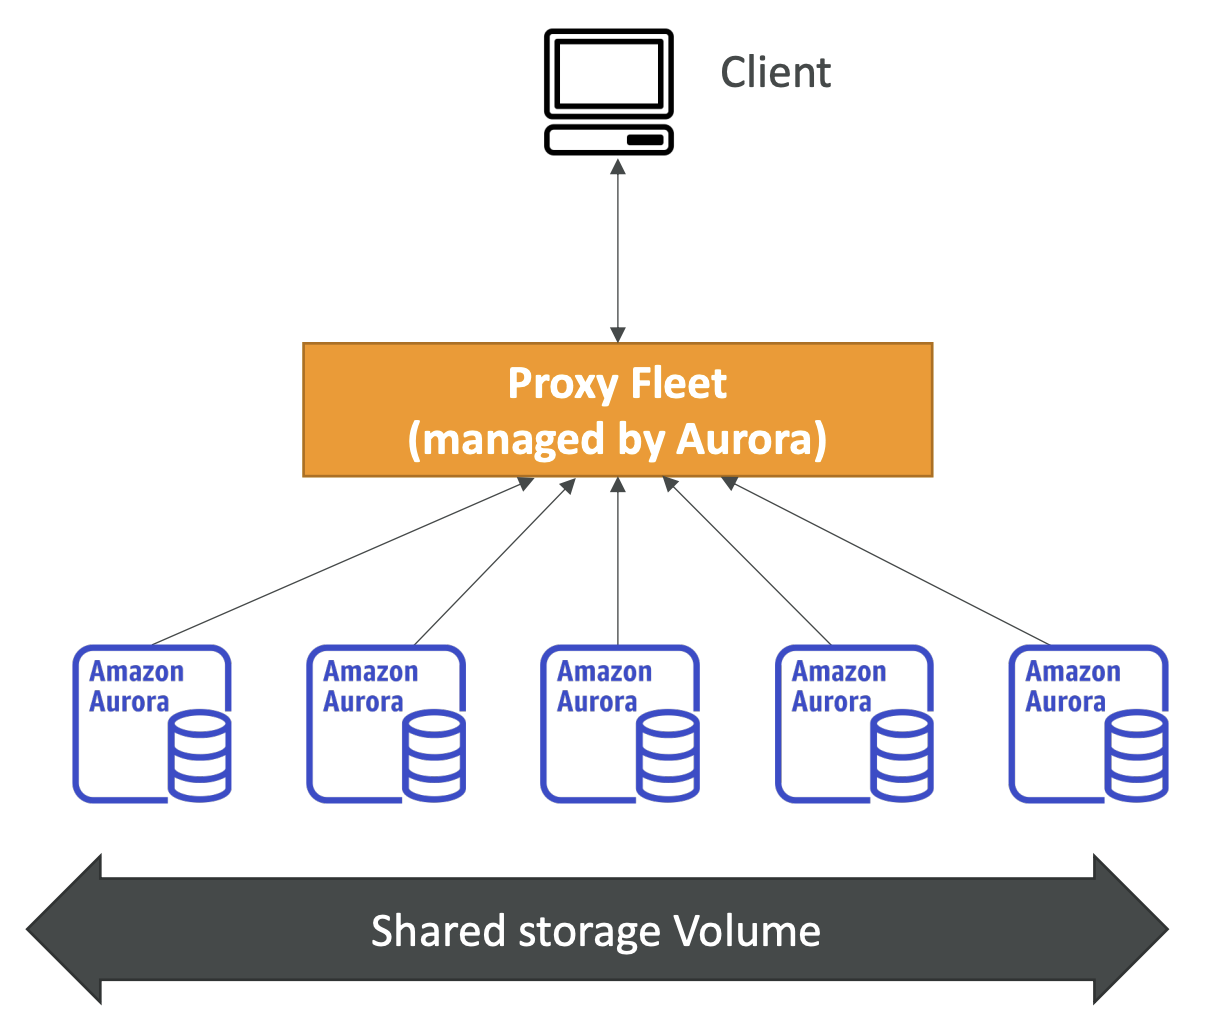 Client
Proxy Fleet
(managed by Aurora)
Amazon
Aurora
Amazon
Aurora
Amazon
Aurora
Amazon
Aurora
Amazon
Aurora
Shared storage Volume